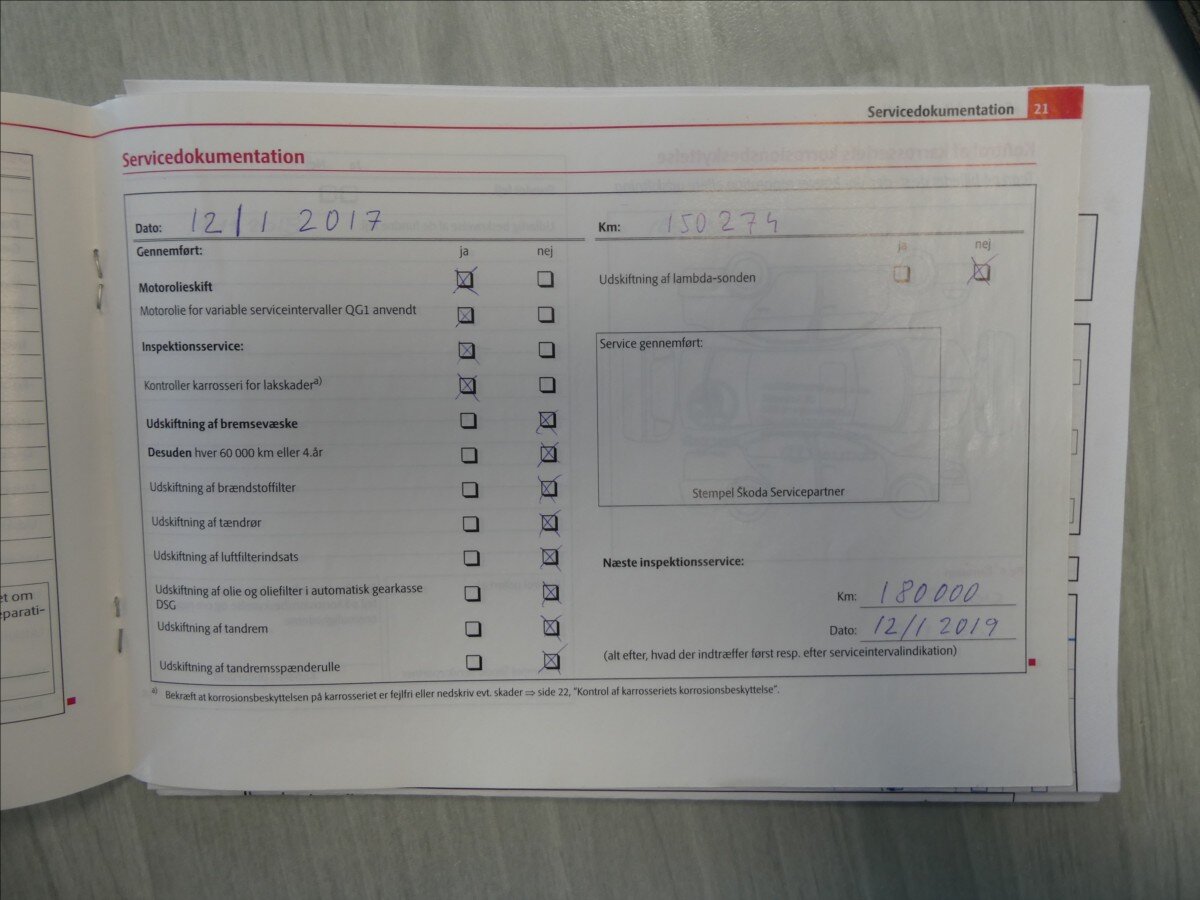 Servicedokumentation 21
Servicedokumentation
Dato: 12/1 2017
Km: 150274
Gennemført: ja nej
Motorolieskift
Motorolie for variable serviceintervaller QG1 anvendt
Inspektionsservice:
Kontroller karrosseri for lakskader a)
Udskiftning af bremsevæske
Desuden hver 60 000 km eller 4.år
Udskiftning af brændstoffilter
Udskiftning af tændrør
Udskiftning af luftfilterindsats
Udskiftning af olie og oliefilter i automatisk gearkasse
DSG
Udskiftning af tandrem
Udskiftning af tandremsspænderulle
ja nej
Udskiftning af lambda-sonden
Service gennemført:
Stempel Škoda Servicepartner
Næste inspektionsservice:
Km: 180000
Dato: 12/1 2019
(alt efter, hvad der indtræffer først resp. efter serviceintervalindikation)
a) Bekræft at korrosionsbeskyttelsen på karrosseriet er fejlfri eller nedskriv evt. skader ⇒ side 22, "Kontrol af karrosseriets korrosionsbeskyttelse".
et om
eparati-